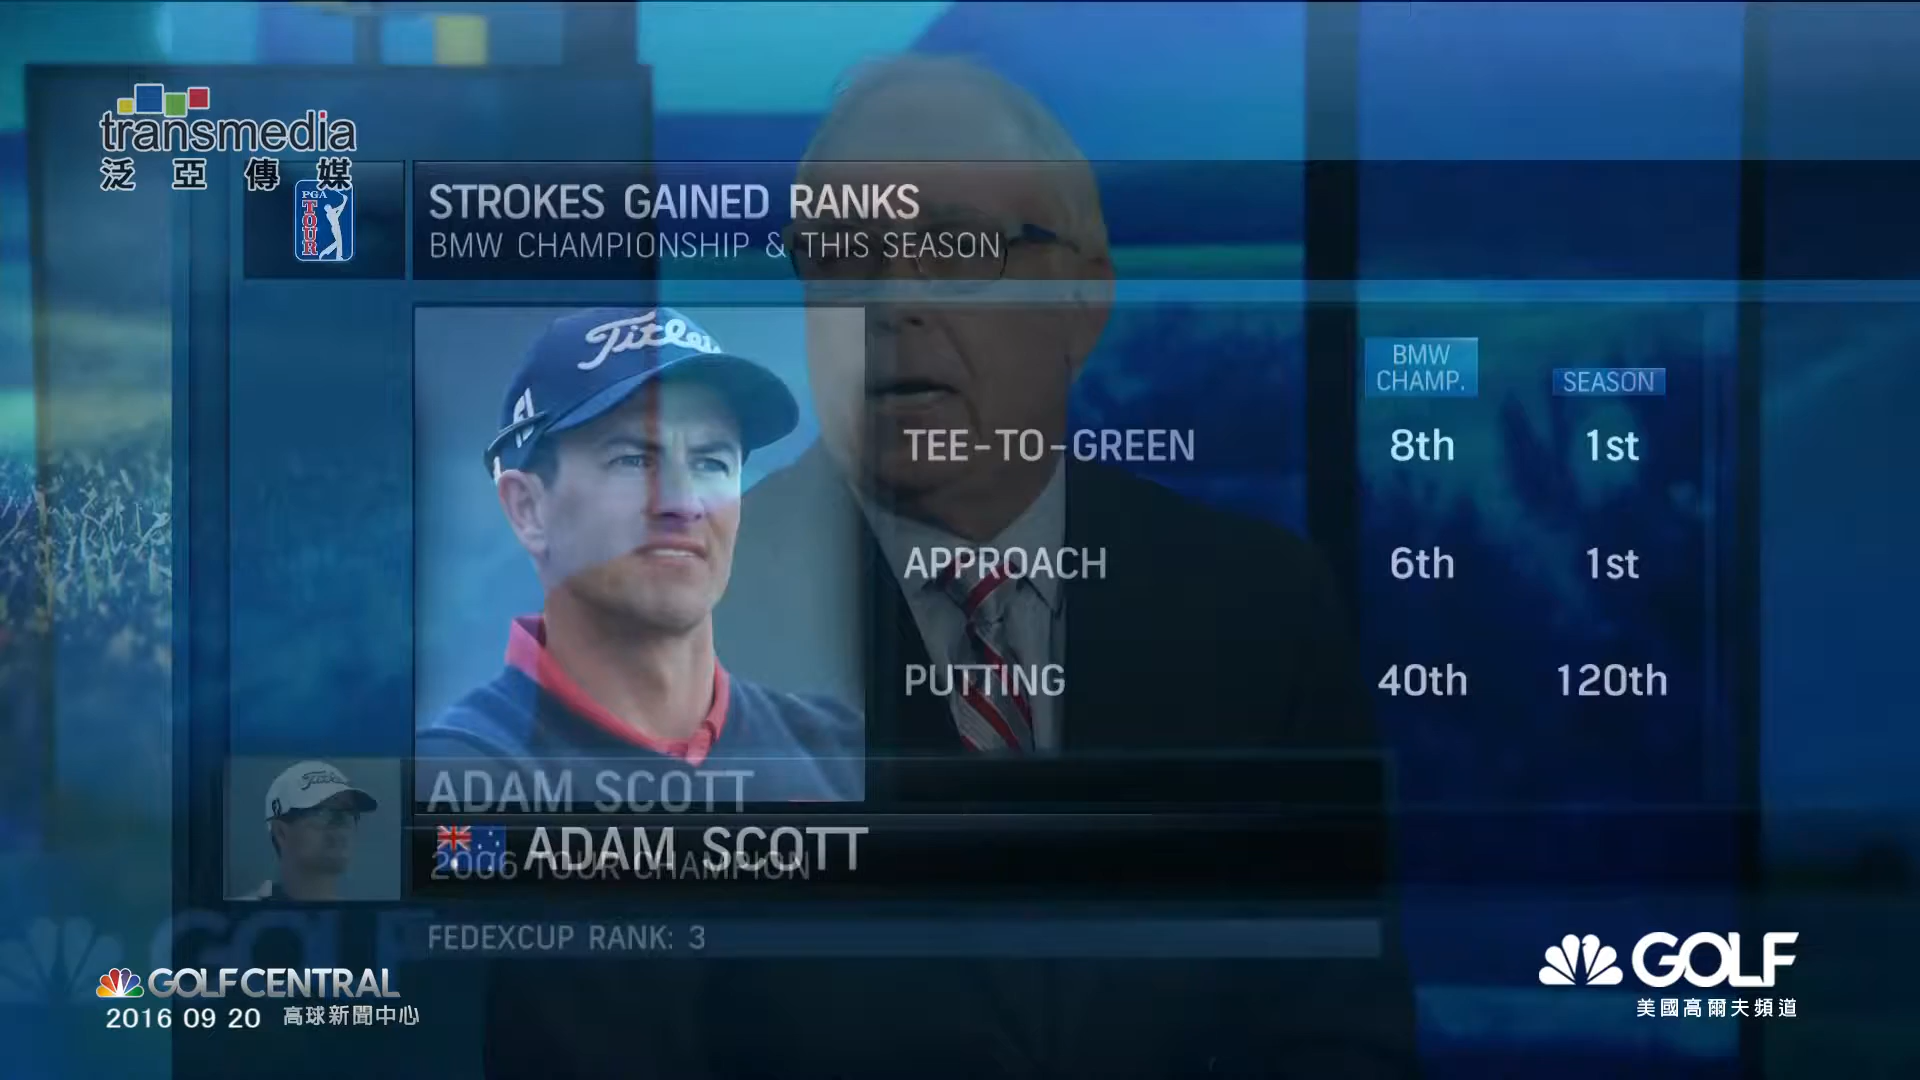 transmedia
泛亞傳媒
PGA
TOUR
STROKES GAINED RANKS
BMW CHAMPIONSHIP & THIS SEASON
Titleist
FJ
BMW
CHAMP.
SEASON
TEE-TO-GREEN 8th 1st
APPROACH 6th 1st
PUTTING 40th 120th
ADAM SCOTT
ADAM SCOTT
2006 TOUR CHAMPION
FEDEXCUP RANK: 3
GOLF
GOLF CENTRAL
2016 09 20 高球新聞中心
GOLF
美國高爾夫頻道